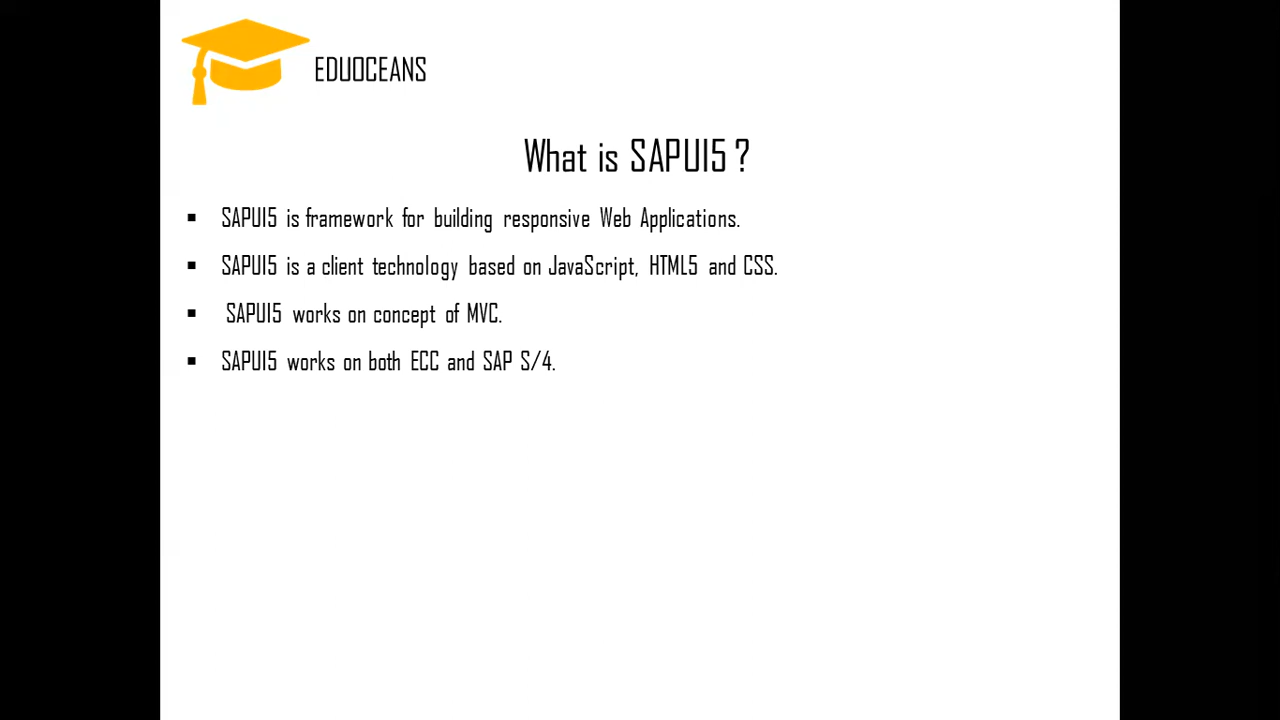 EDUOCEANS
What is SAPUI5 ?
▪ SAPUI5 is framework for building responsive Web Applications.
▪ SAPUI5 is a client technology based on JavaScript, HTML5 and CSS.
▪ SAPUI5 works on concept of MVC.
▪ SAPUI5 works on both ECC and SAP S/4.